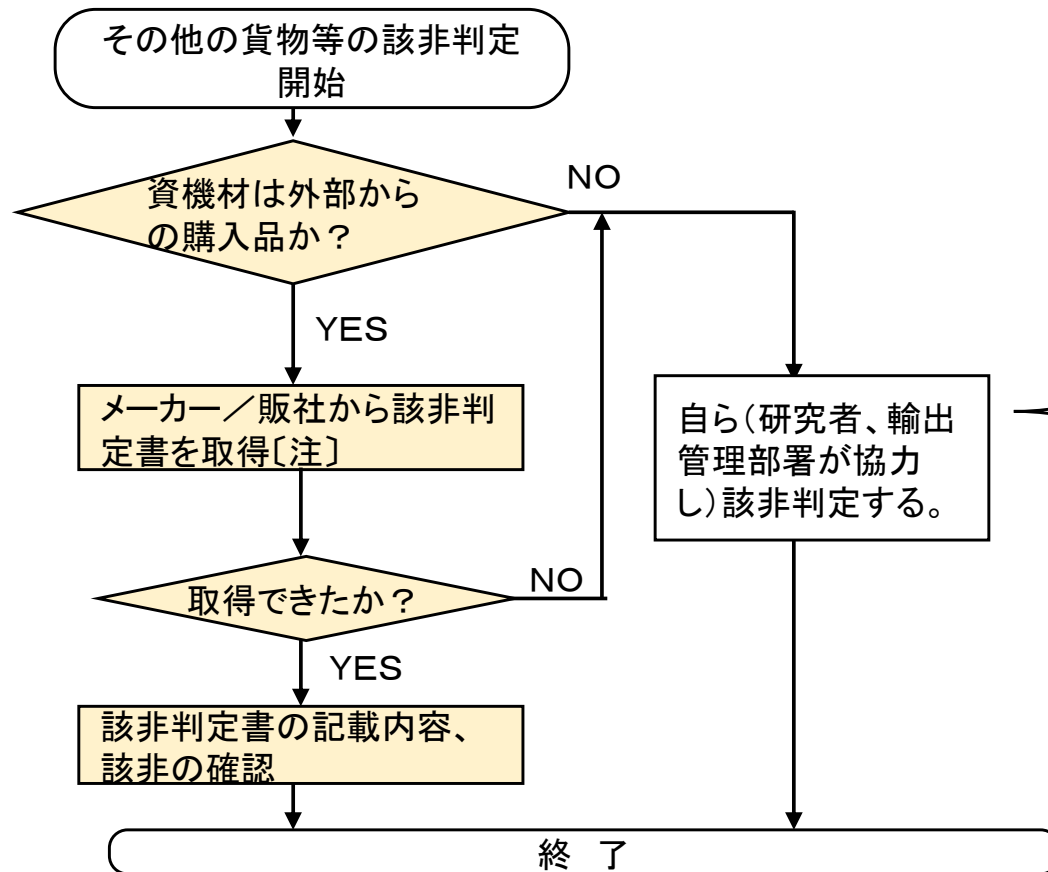 その他の貨物等の該非判定
開始
資機材は外部から
の購入品か？
NO
YES
メーカー／販社から該非判
定書を取得〔注〕
自ら（研究者、輸出
管理部署が協力
し）該非判定する。
取得できたか？
NO
YES
該非判定書の記載内容、
該非の確認
終　了